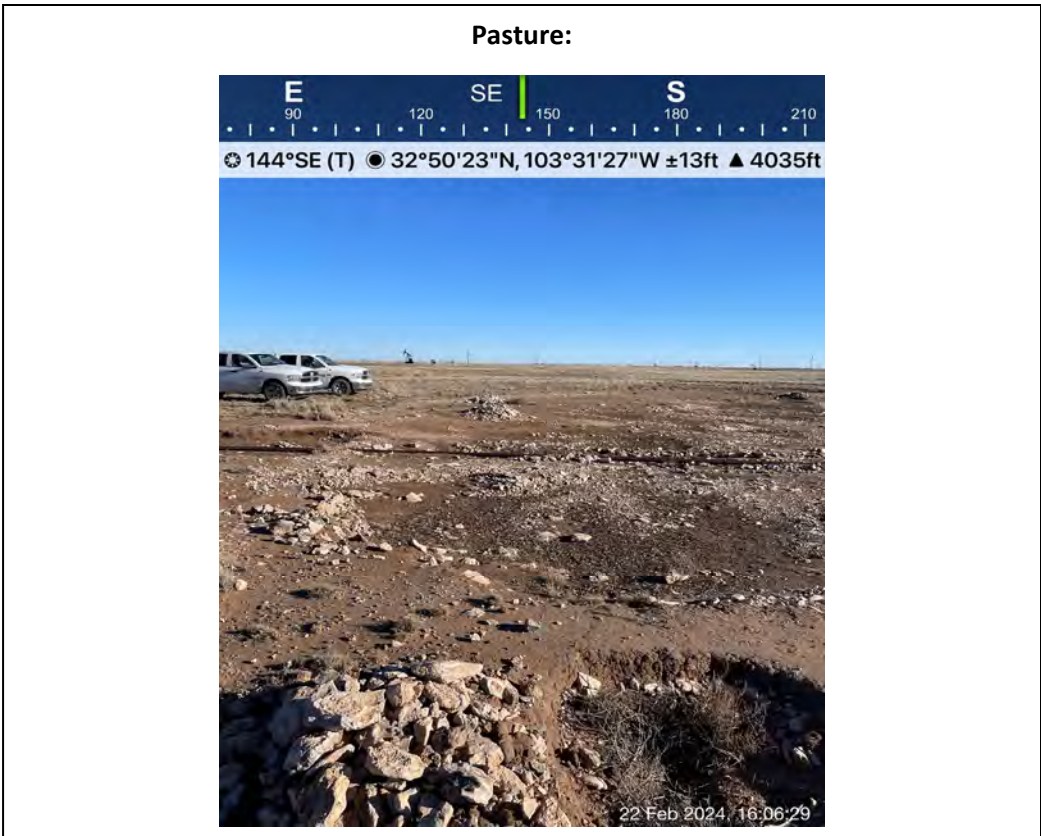 Pasture:
E SE S
90 120 150 180 210
144°SE (T) 32°50'23"N, 103°31'27"W ±13ft ▲ 4035ft
22 Feb 2024, 16:06:29